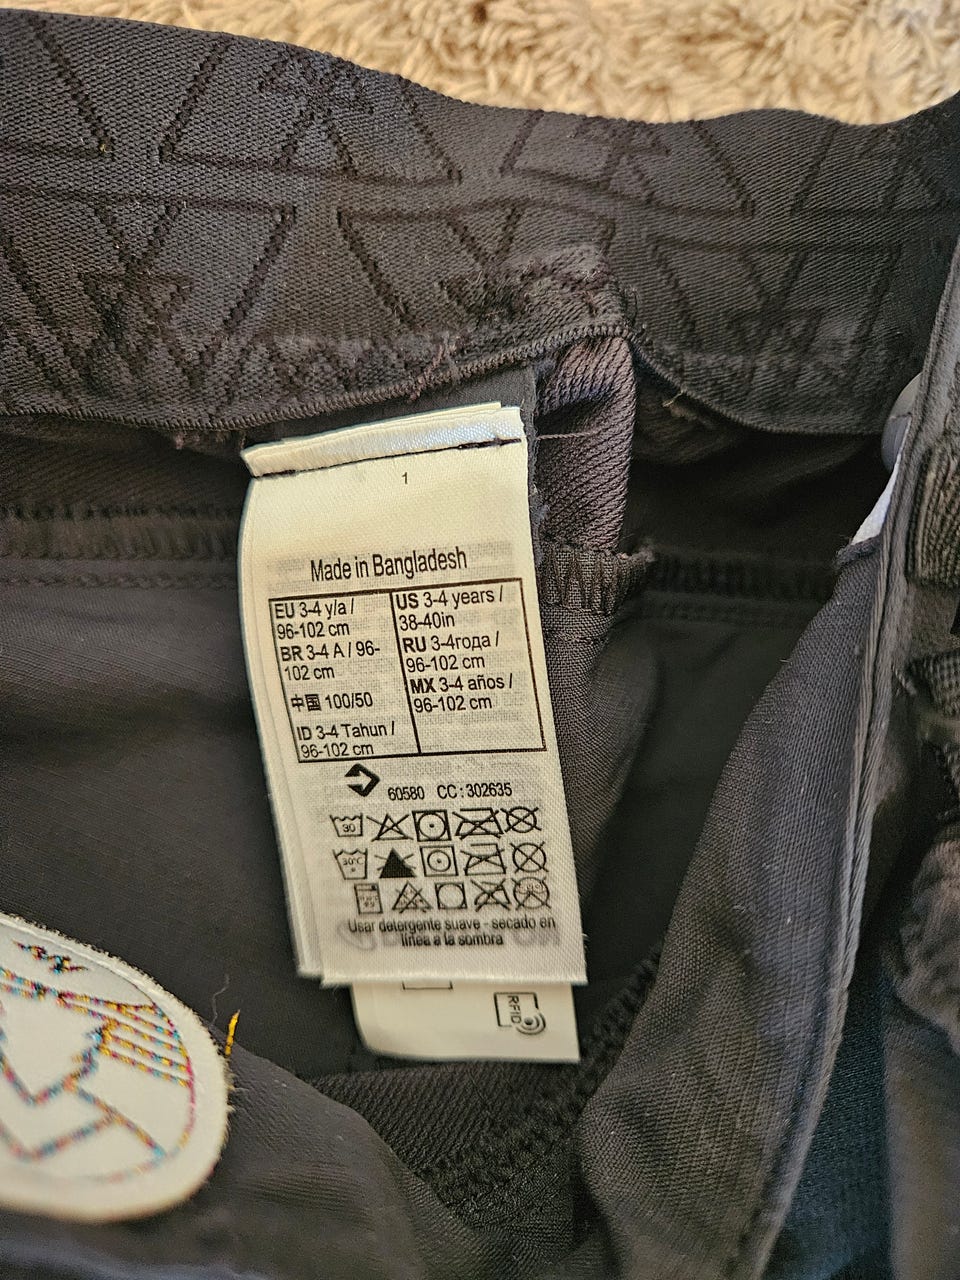 1
Made in Bangladesh
EU 3-4 y/a /
96-102 cm
BR 3-4 A / 96-
102 cm
中国 100/50
ID 3-4 Tahun /
96-102 cm
US 3-4 years /
38-40in
RU 3-4года /
96-102 cm
MX 3-4 años /
96-102 cm
60580 CC : 302635
30
30°C
Usar detergente suave - secado en
línea a la sombra
RFID